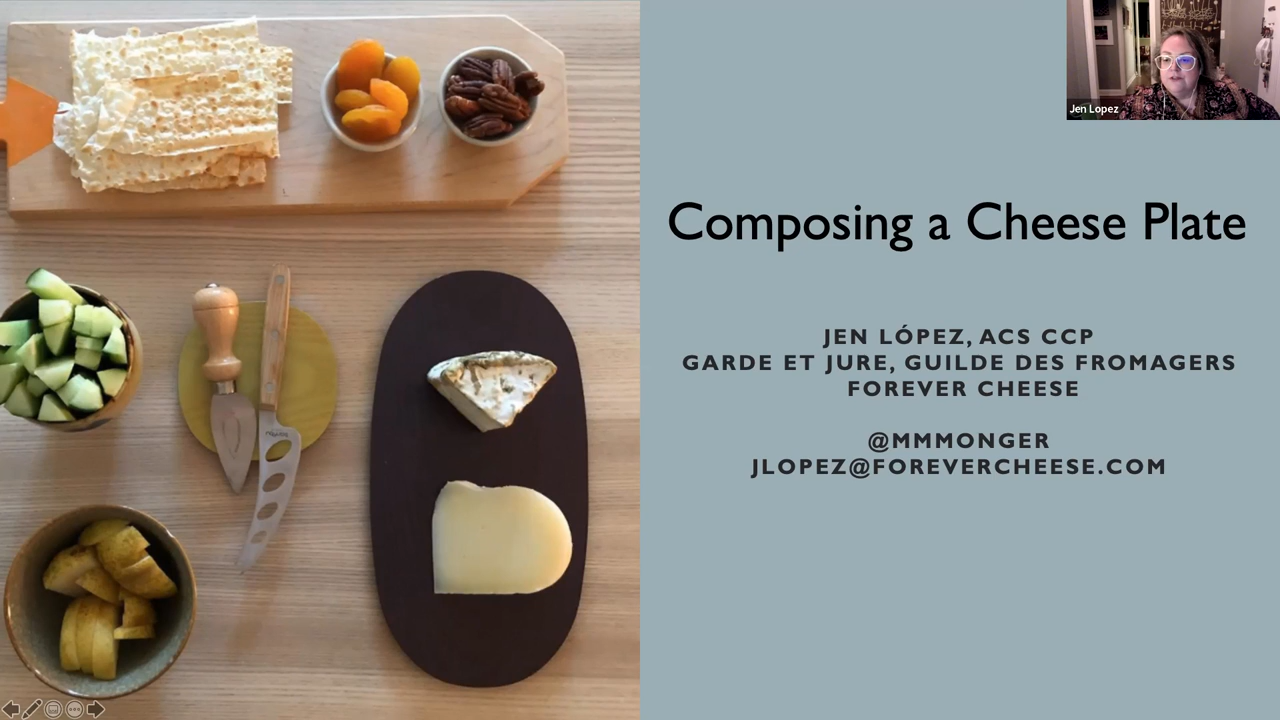 Jen Lopez
Composing a Cheese Plate
JEN LÓPEZ, ACS CCP
GARDE ET JURE, GUILDE DES FROMAGERS
FOREVER CHEESE
@MMMONGER
JLOPEZ@FOREVERCHEESE.COM